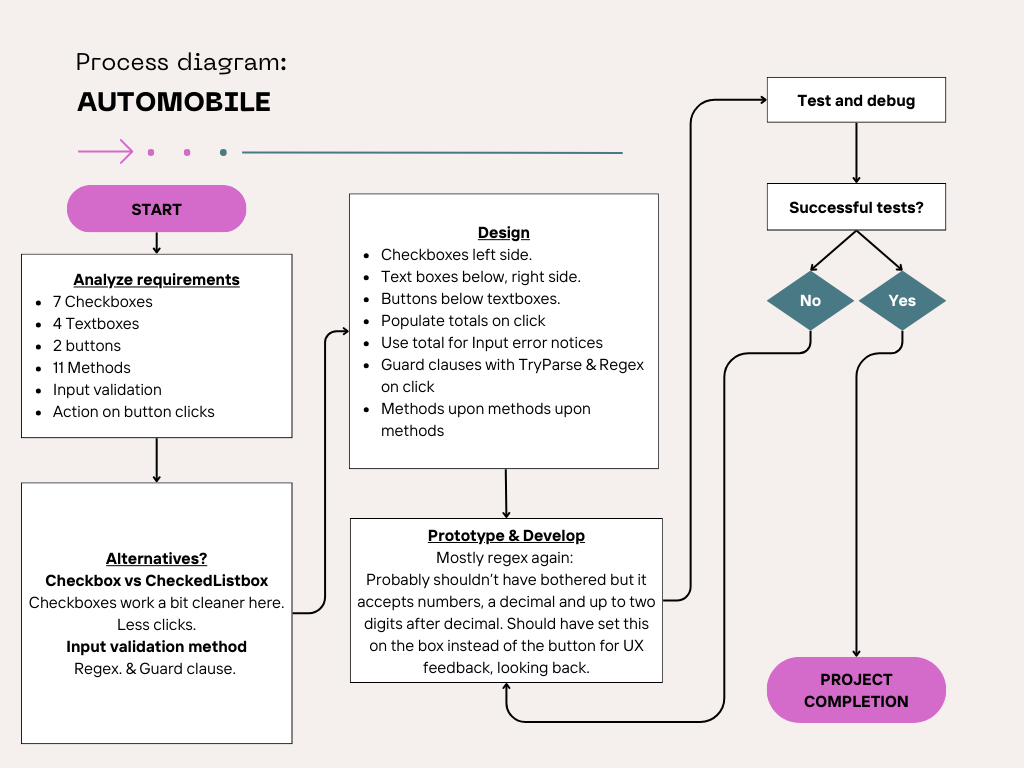 Process diagram:
AUTOMOBILE
START
Analyze requirements
• 7 Checkboxes
• 4 Textboxes
• 2 buttons
• 11 Methods
• Input validation
• Action on button clicks
Alternatives?
Checkbox vs CheckedListbox
Checkboxes work a bit cleaner here.
Less clicks.
Input validation method
Regex. & Guard clause.
Design
• Checkboxes left side.
• Text boxes below, right side.
• Buttons below textboxes.
• Populate totals on click
• Use total for Input error notices
• Guard clauses with TryParse & Regex
on click
• Methods upon methods upon
methods
Prototype & Develop
Mostly regex again:
Probably shouldn't have bothered but it
accepts numbers, a decimal and up to two
digits after decimal. Should have set this
on the box instead of the button for UX
feedback, looking back.
Test and debug
Successful tests?
No
Yes
PROJECT
COMPLETION